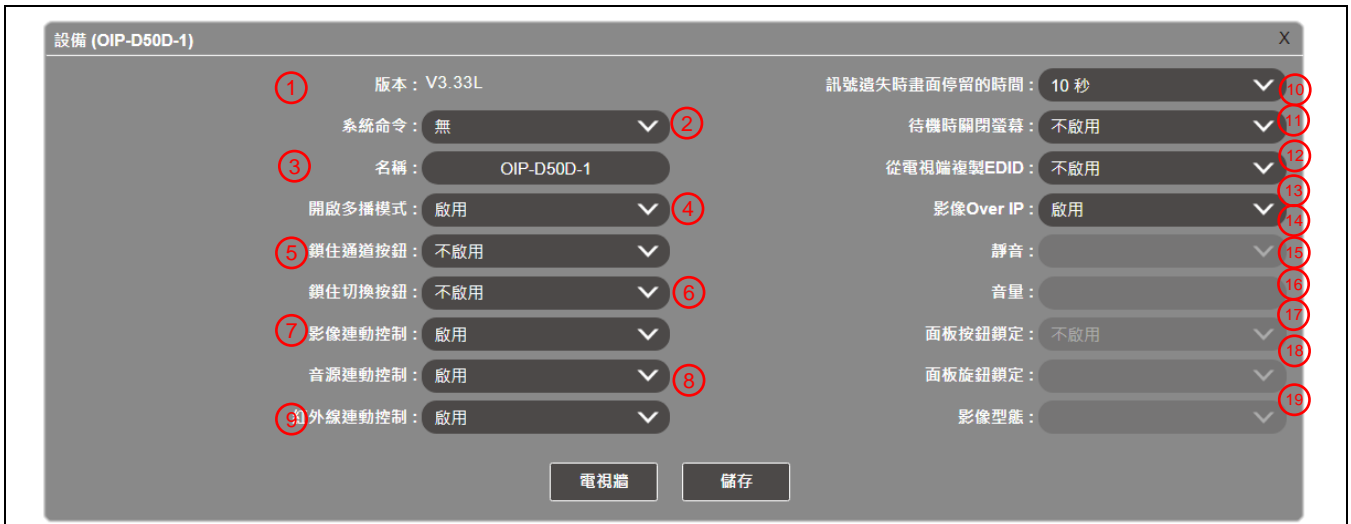 設備 (OIP-D50D-1) X
① 版本 : V3.33L
系統命令 : 無 ②
③ 名稱 : OIP-D50D-1
開啟多播模式 : 啟用 ④
⑤ 鎖住通道按鈕 : 不啟用
鎖住切換按鈕 : 不啟用 ⑥
⑦ 影像連動控制 : 啟用
音源連動控制 : 啟用 ⑧
⑨ 紅外線連動控制 : 啟用
訊號遺失時畫面停留的時間 : 10 秒 ⑩
待機時關閉螢幕 : 不啟用 ⑪
從電視端複製EDID : 不啟用 ⑫
⑬
影像Over IP : 啟用 ⑭
靜音 : ⑮
音量 : ⑯
⑰
面板按鈕鎖定 : 不啟用 ⑱
面板旋鈕鎖定 :
影像型態 : ⑲
電視牆 儲存